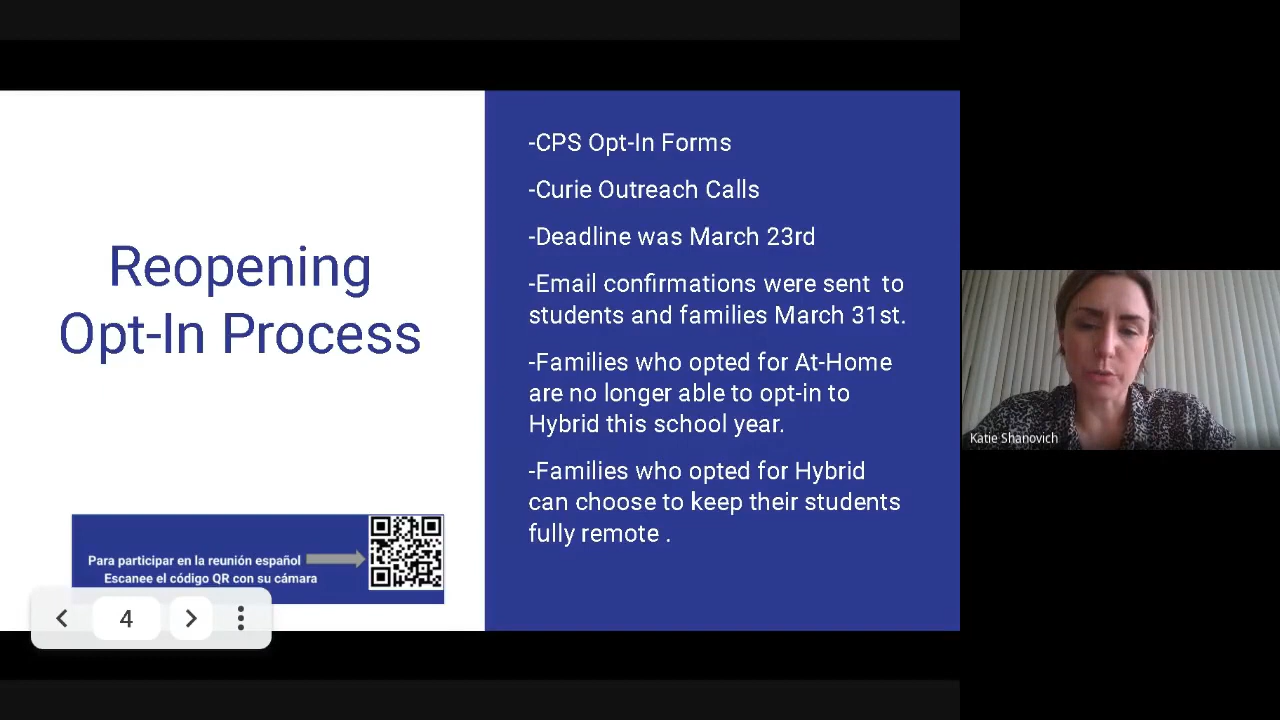 Reopening
Opt-In Process
-CPS Opt-In Forms
-Curie Outreach Calls
-Deadline was March 23rd
-Email confirmations were sent  to
students and families March 31st.
-Families who opted for At-Home
are no longer able to opt-in to
Hybrid this school year.
-Families who opted for Hybrid
can choose to keep their students
fully remote .
Para participar en la reunión español
Escanee el código QR con su cámara
4
Katie Shanovich